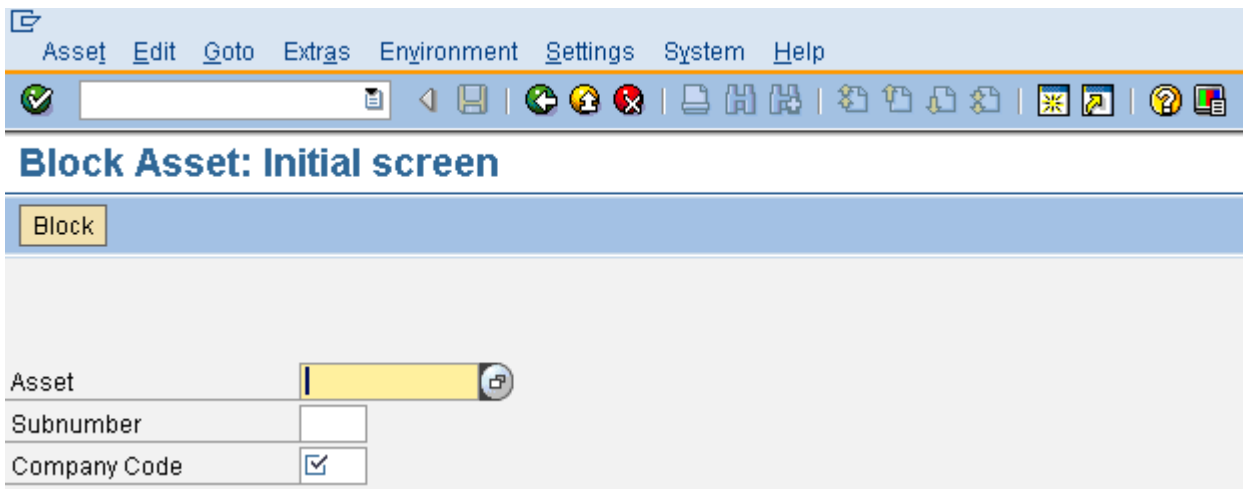 Asset Edit Goto Extras Environment Settings System Help
Block Asset: Initial screen
Block
Asset
Subnumber
Company Code